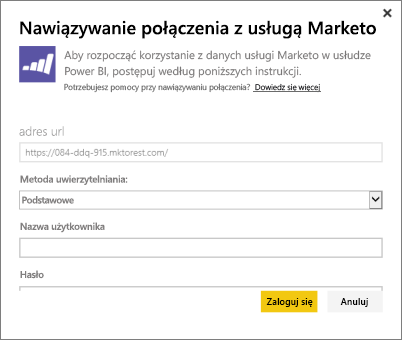 Nawiązywanie połączenia z usługą Marketo
Aby rozpocząć korzystanie z danych usługi Marketo w usłudze
Power BI, postępuj według poniższych instrukcji.
Potrzebujesz pomocy przy nawiązywaniu połączenia? Dowiedz się więcej
adres url
https://084-ddq-915.mktorest.com/
Metoda uwierzytelniania:
Podstawowe
Nazwa użytkownika
Hasło
Zaloguj się
Anuluj